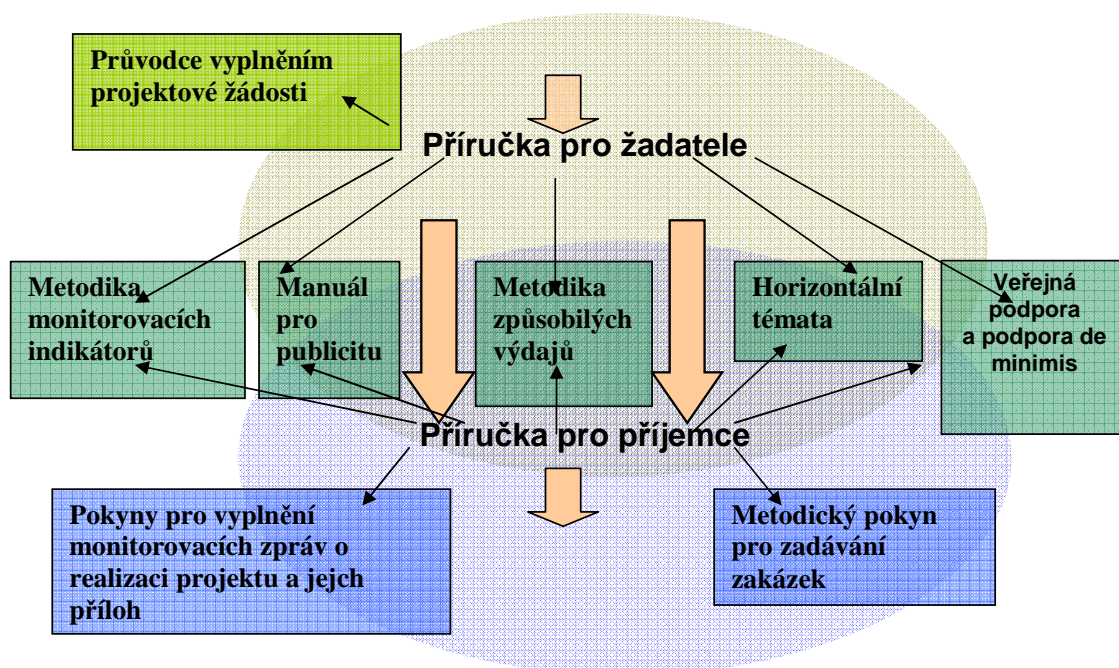 Průvodce vyplněním
projektové žádosti
Příručka pro žadatele
Metodika
monitorovacích
indikátorů
Manuál
pro
publicitu
Metodika
způsobilých
výdajů
Horizontální
témata
Veřejná
podpora
a podpora de
minimis
Příručka pro příjemce
Pokyny pro vyplnění
monitorovacích zpráv o
realizaci projektu a jejch
příloh
Metodický pokyn
pro zadávání
zakázek